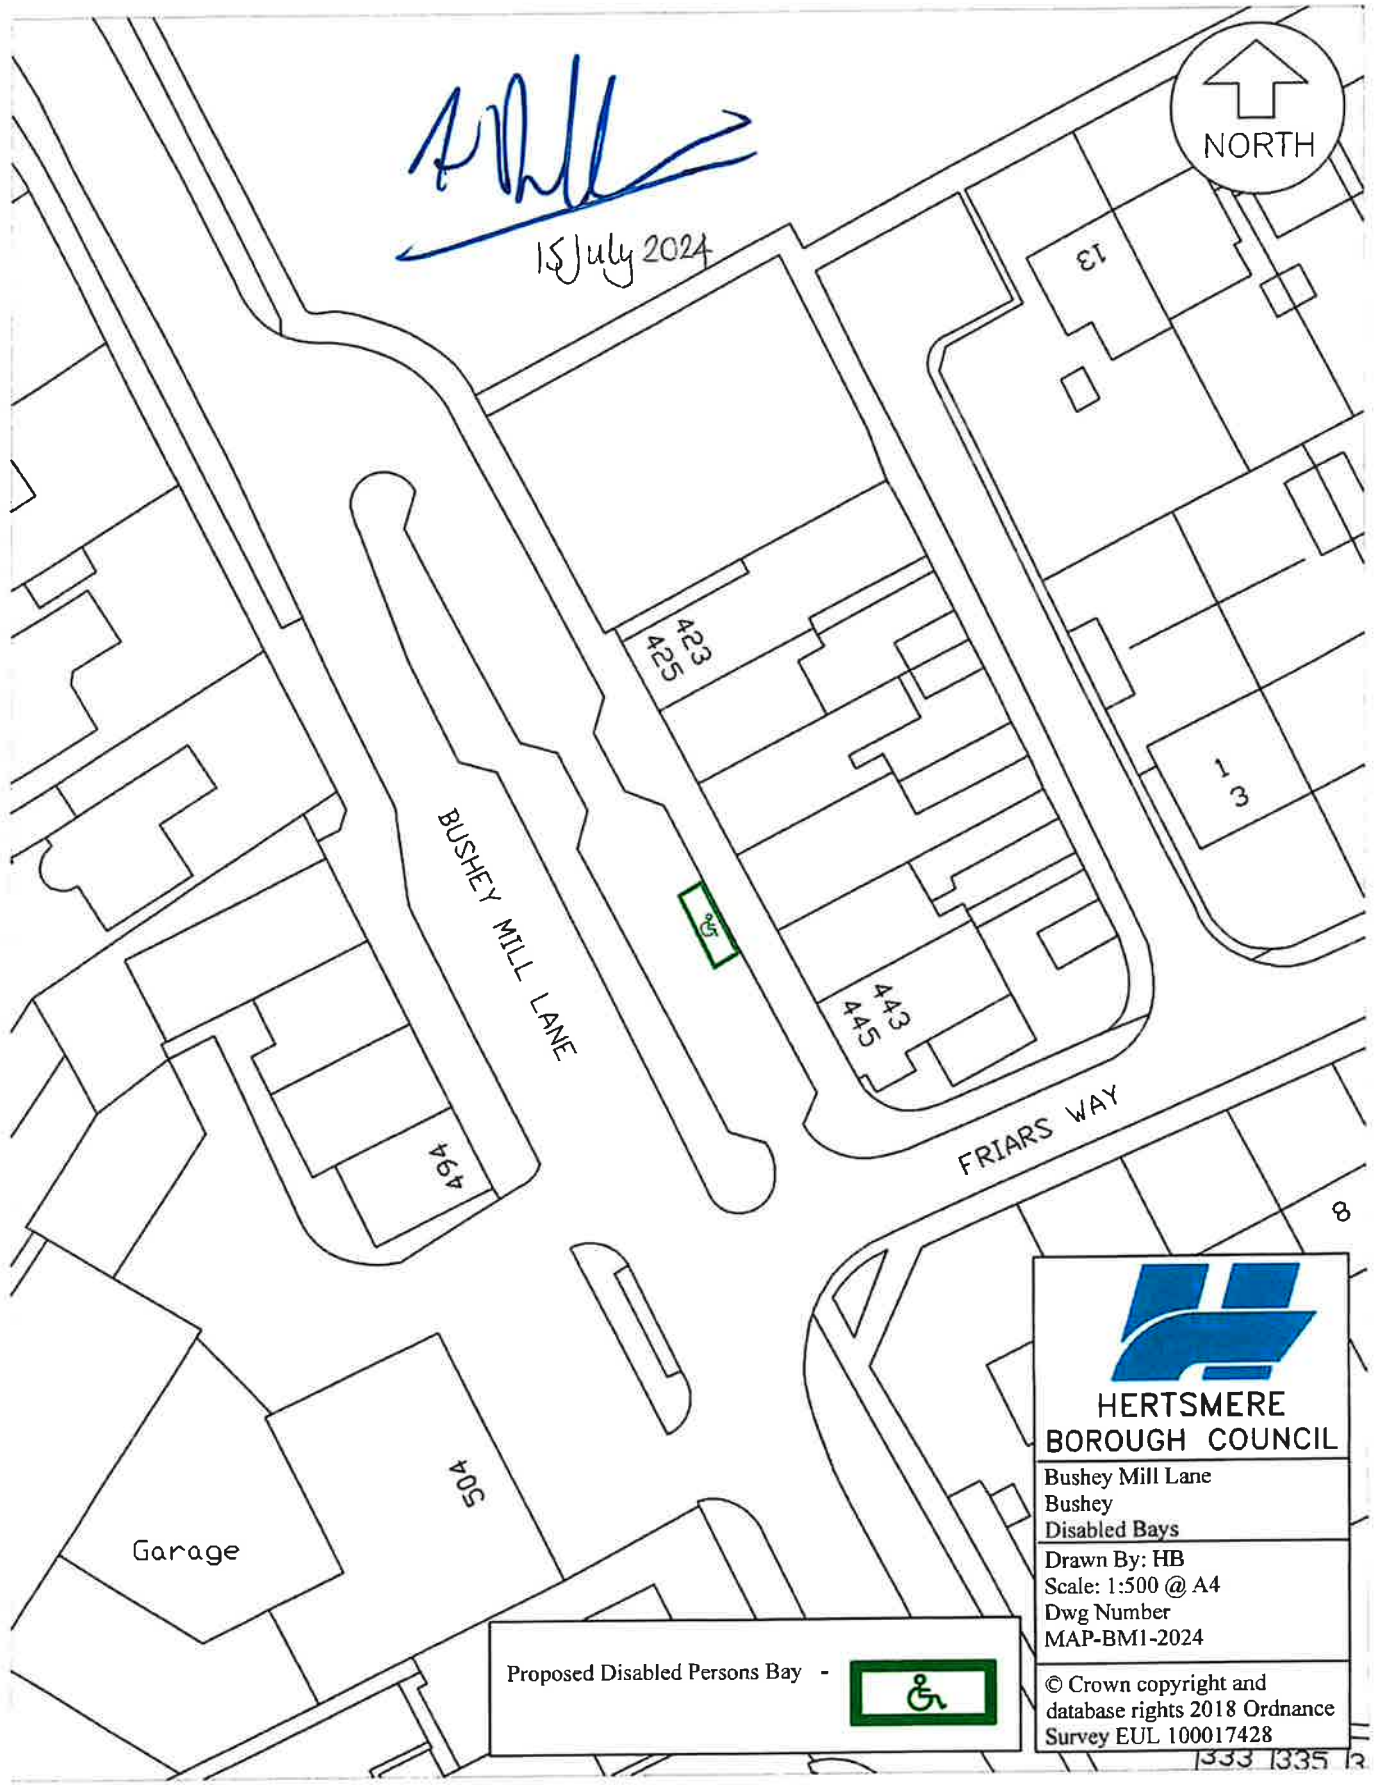 NORTH
15 July 2024
13
423
425
1
3
BUSHEY MILL LANE
443
445
FRIARS WAY
494
8
504
Garage
HERTSMERE
BOROUGH COUNCIL
Bushey Mill Lane
Bushey
Disabled Bays
Drawn By: HB
Scale: 1:500 @ A4
Dwg Number
MAP-BM1-2024
© Crown copyright and
database rights 2018 Ordnance
Survey EUL 100017428
Proposed Disabled Persons Bay -
333 335